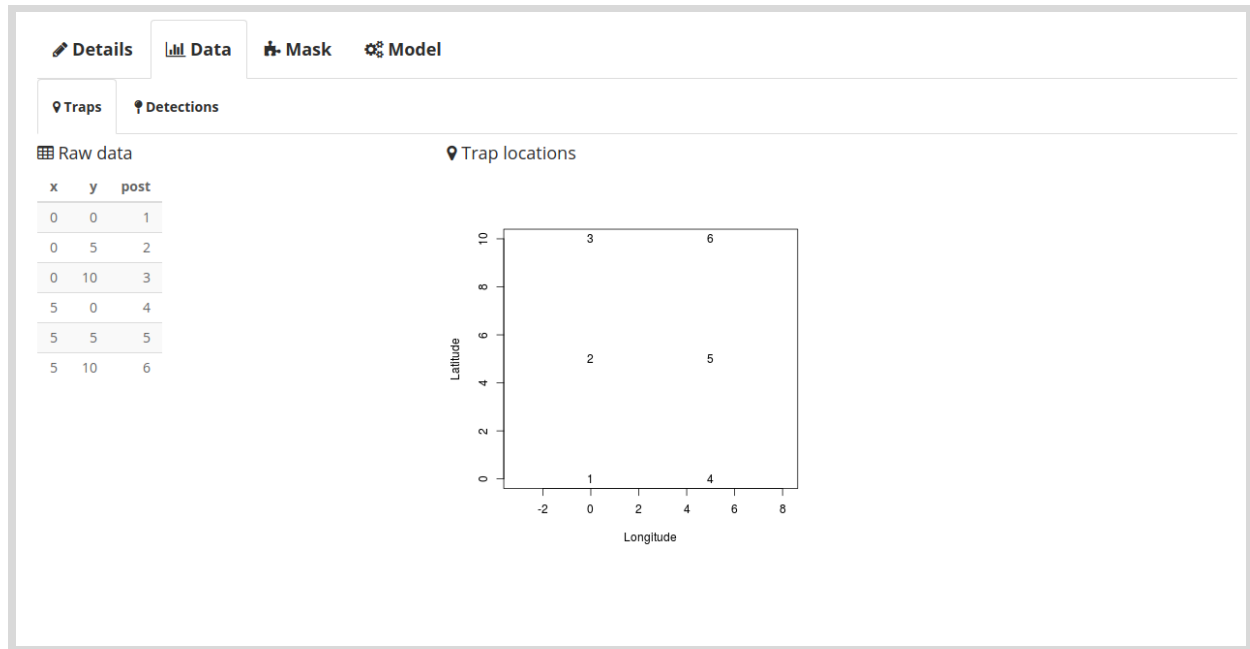 Details Data Mask Model
Traps Detections
Raw data
x y post
0 0 1
0 5 2
0 10 3
5 0 4
5 5 5
5 10 6
Trap locations
10 3 6
8
6
2 5
4
2
0 1 4
-2 0 2 4 6 8
Latitude
Longitude